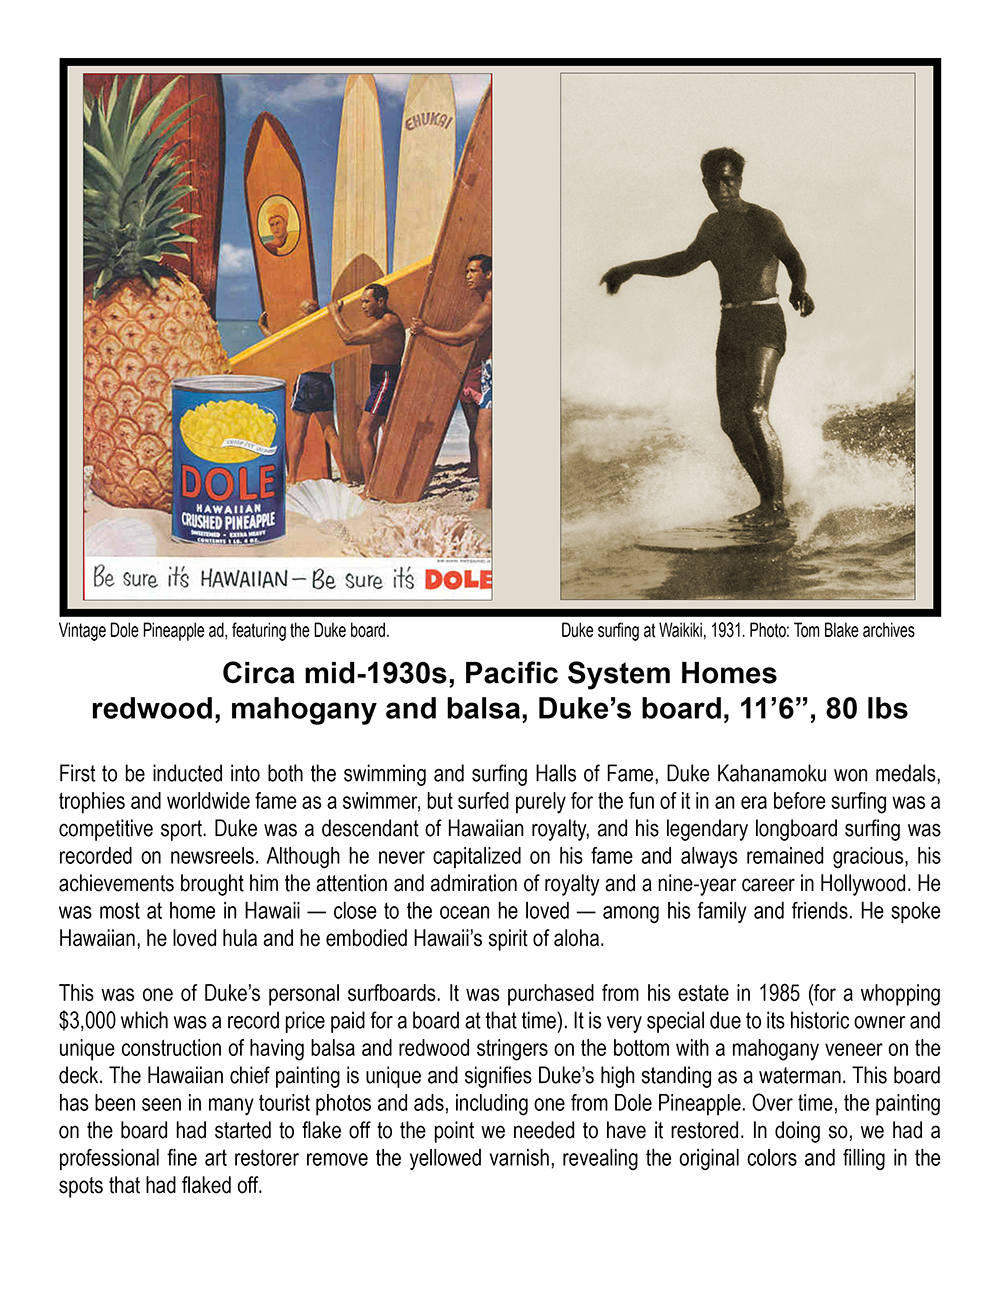 EHUKAI
DOLE
HAWAIIAN
CRUSHED PINEAPPLE
SWEETENED • EXTRA HEAVY
CONTENTS 1 LB. 4 OZ.
Be sure it's HAWAIIAN – Be sure it's DOLE
Vintage Dole Pineapple ad, featuring the Duke board.
Duke surfing at Waikiki, 1931. Photo: Tom Blake archives
Circa mid-1930s, Pacific System Homes
redwood, mahogany and balsa, Duke’s board, 11’6”, 80 lbs
First to be inducted into both the swimming and surfing Halls of Fame, Duke Kahanamoku won medals,
trophies and worldwide fame as a swimmer, but surfed purely for the fun of it in an era before surfing was a
competitive sport. Duke was a descendant of Hawaiian royalty, and his legendary longboard surfing was
recorded on newsreels. Although he never capitalized on his fame and always remained gracious, his
achievements brought him the attention and admiration of royalty and a nine-year career in Hollywood. He
was most at home in Hawaii — close to the ocean he loved — among his family and friends. He spoke
Hawaiian, he loved hula and he embodied Hawaii’s spirit of aloha.
This was one of Duke’s personal surfboards. It was purchased from his estate in 1985 (for a whopping
$3,000 which was a record price paid for a board at that time). It is very special due to its historic owner and
unique construction of having balsa and redwood stringers on the bottom with a mahogany veneer on the
deck. The Hawaiian chief painting is unique and signifies Duke’s high standing as a waterman. This board
has been seen in many tourist photos and ads, including one from Dole Pineapple. Over time, the painting
on the board had started to flake off to the point we needed to have it restored. In doing so, we had a
professional fine art restorer remove the yellowed varnish, revealing the original colors and filling in the
spots that had flaked off.